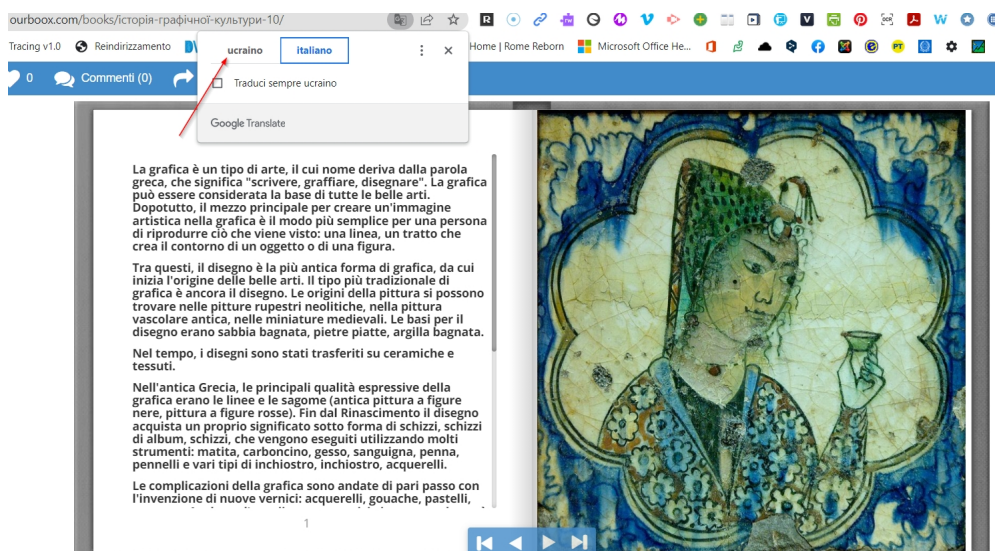 ourboox.com/books/історія-графічної-культури-10/
Tracing v1.0 Reindirizzamento Home | Rome Reborn Microsoft Office He...
0 Commenti (0)
ucraino italiano
Traduci sempre ucraino
Google Translate
La grafica è un tipo di arte, il cui nome deriva dalla parola
greca, che significa "scrivere, graffiare, disegnare". La grafica
può essere considerata la base di tutte le belle arti.
Dopotutto, il mezzo principale per creare un'immagine
artistica nella grafica è il modo più semplice per una persona
di riprodurre ciò che viene visto: una linea, un tratto che
crea il contorno di un oggetto o di una figura.
Tra questi, il disegno è la più antica forma di grafica, da cui
inizia l'origine delle belle arti. Il tipo più tradizionale di
grafica è ancora il disegno. Le origini della pittura si possono
trovare nelle pitture rupestri neolitiche, nella pittura
vascolare antica, nelle miniature medievali. Le basi per il
disegno erano sabbia bagnata, pietre piatte, argilla bagnata.
Nel tempo, i disegni sono stati trasferiti su ceramiche e
tessuti.
Nell'antica Grecia, le principali qualità espressive della
grafica erano le linee e le sagome (antica pittura a figure
nere, pittura a figure rosse). Fin dal Rinascimento il disegno
acquista un proprio significato sotto forma di schizzi, schizzi
di album, schizzi, che vengono eseguiti utilizzando molti
strumenti: matita, carboncino, gesso, sanguigna, penna,
pennelli e vari tipi di inchiostro, inchiostro, acquerelli.
Le complicazioni della grafica sono andate di pari passo con
l'invenzione di nuove vernici: acquerelli, gouache, pastelli,
1